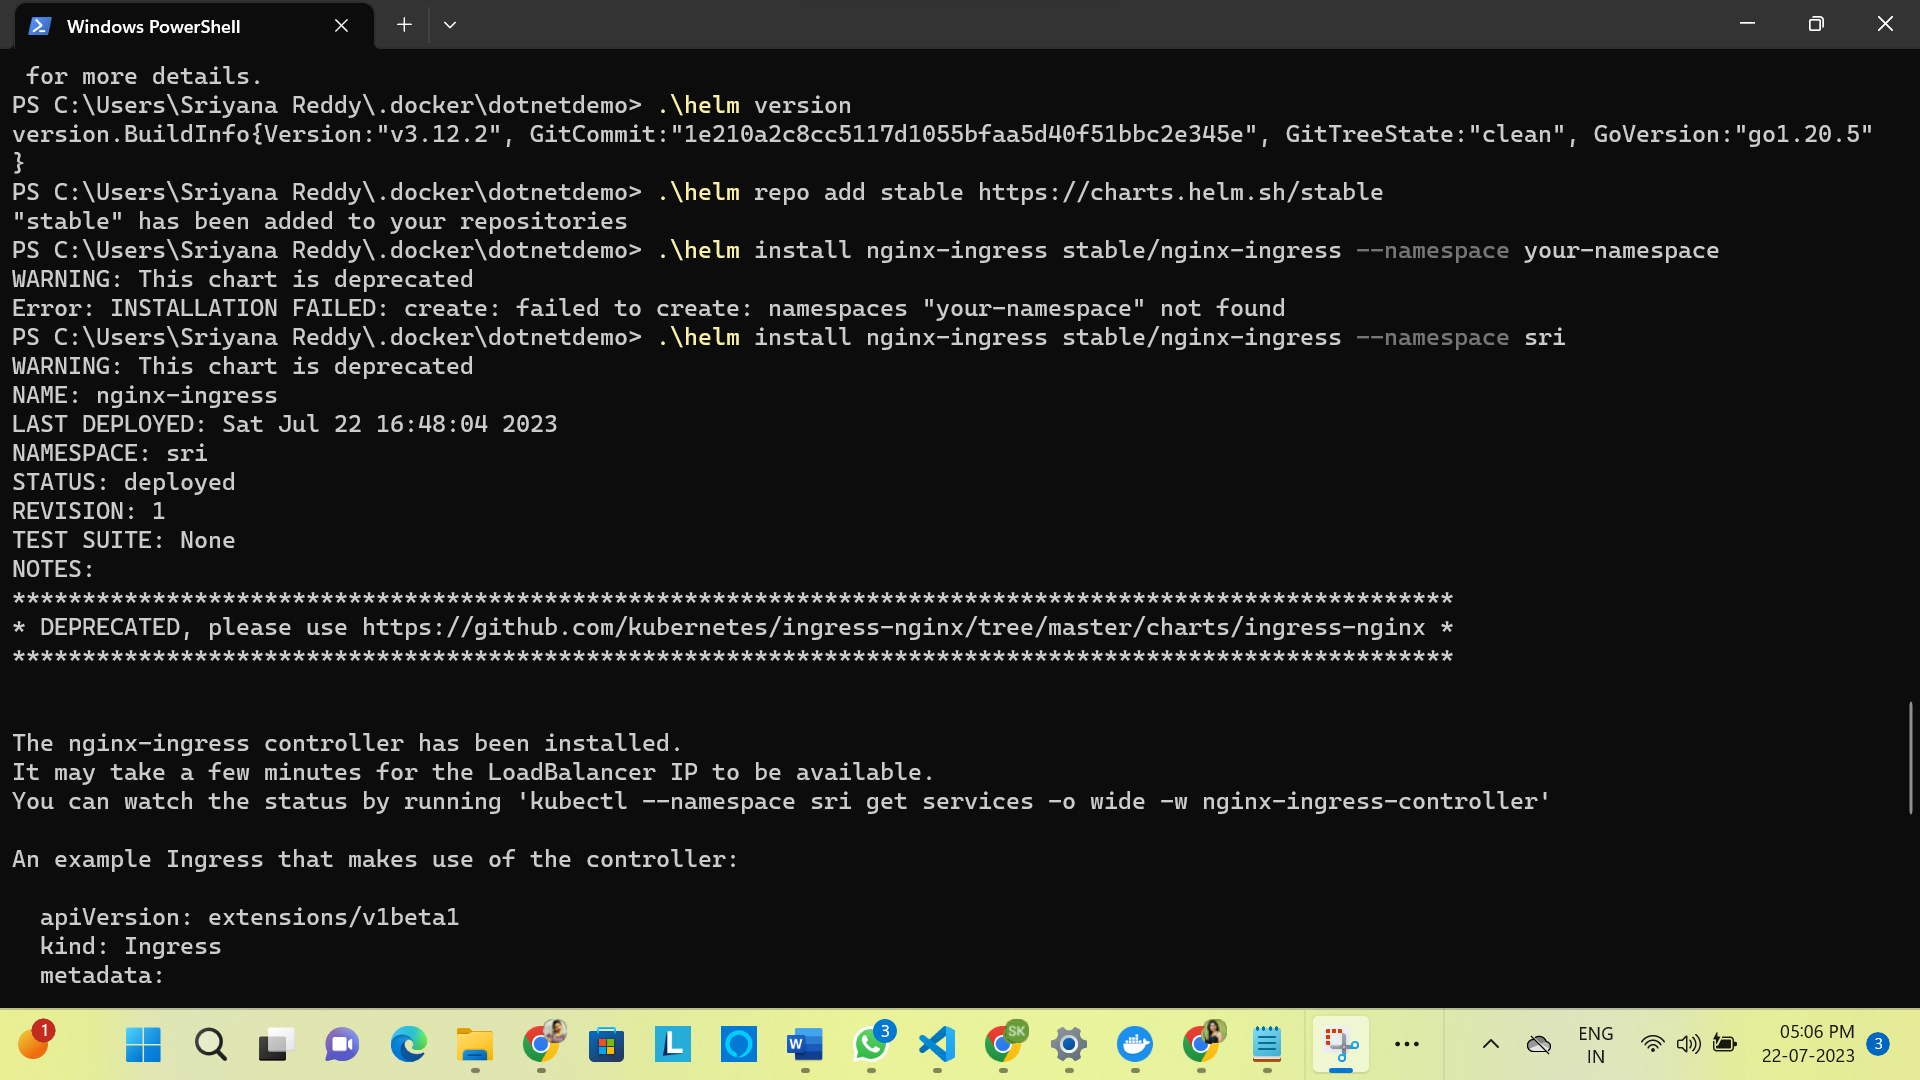 Windows PowerShell
 for more details.
PS C:\Users\Sriyana Reddy\.docker\dotnetdemo> .\helm version
version.BuildInfo{Version:"v3.12.2", GitCommit:"1e210a2c8cc5117d1055bfaa5d40f51bbc2e345e", GitTreeState:"clean", GoVersion:"go1.20.5"
}
PS C:\Users\Sriyana Reddy\.docker\dotnetdemo> .\helm repo add stable https://charts.helm.sh/stable
"stable" has been added to your repositories
PS C:\Users\Sriyana Reddy\.docker\dotnetdemo> .\helm install nginx-ingress stable/nginx-ingress --namespace your-namespace
WARNING: This chart is deprecated
Error: INSTALLATION FAILED: create: failed to create: namespaces "your-namespace" not found
PS C:\Users\Sriyana Reddy\.docker\dotnetdemo> .\helm install nginx-ingress stable/nginx-ingress --namespace sri
WARNING: This chart is deprecated
NAME: nginx-ingress
LAST DEPLOYED: Sat Jul 22 16:48:04 2023
NAMESPACE: sri
STATUS: deployed
REVISION: 1
TEST SUITE: None
NOTES:
*******************************************************************************************************
* DEPRECATED, please use https://github.com/kubernetes/ingress-nginx/tree/master/charts/ingress-nginx *
*******************************************************************************************************
The nginx-ingress controller has been installed.
It may take a few minutes for the LoadBalancer IP to be available.
You can watch the status by running 'kubectl --namespace sri get services -o wide -w nginx-ingress-controller'
An example Ingress that makes use of the controller:
  apiVersion: extensions/v1beta1
  kind: Ingress
  metadata:
1
L
W
3
SK
ENG
IN
05:06 PM
22-07-2023
3